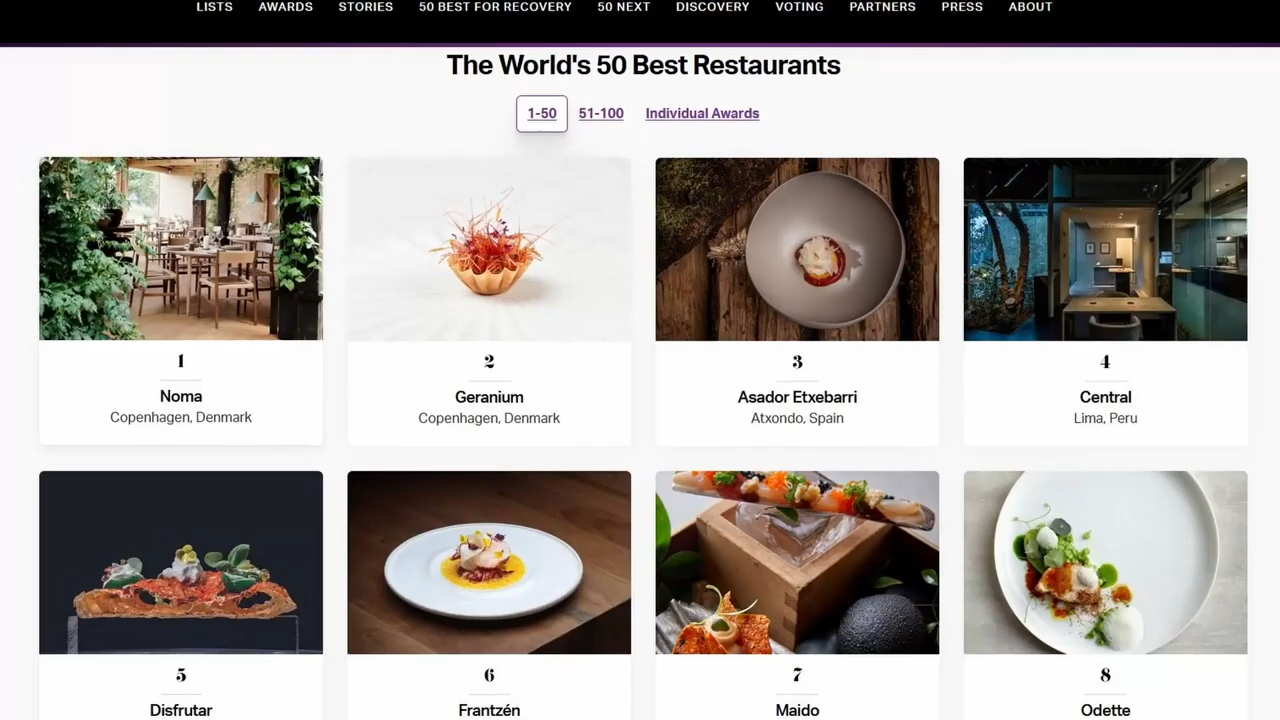 LISTS AWARDS STORIES 50 BEST FOR RECOVERY 50 NEXT DISCOVERY VOTING PARTNERS PRESS ABOUT
The World's 50 Best Restaurants
1-50 51-100 Individual Awards
1
Noma
Copenhagen, Denmark
2
Geranium
Copenhagen, Denmark
3
Asador Etxebarri
Atxondo, Spain
4
Central
Lima, Peru
5
Disfrutar
6
Frantzén
7
Maido
8
Odette